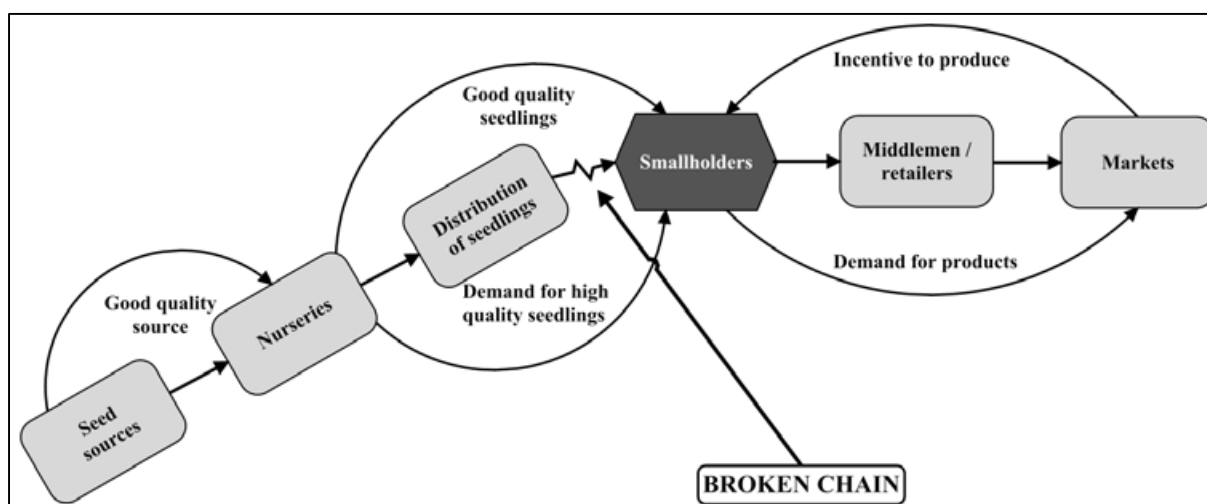 Incentive to produce
Good quality
seedlings
Smallholders
Middlemen /
retailers
Markets
Distribution
of seedlings
Demand for products
Good quality
source
Nurseries
Demand for high
quality seedlings
Seed
sources
BROKEN CHAIN